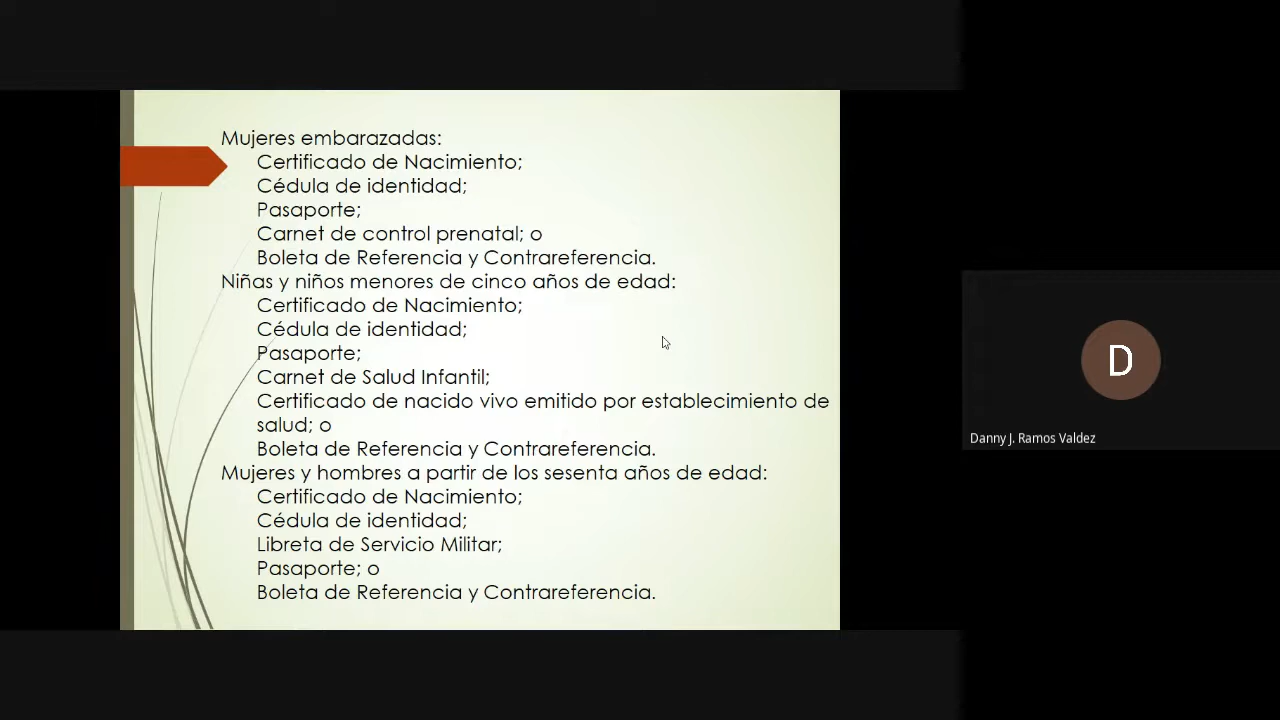 Mujeres embarazadas:
Certificado de Nacimiento;
Cédula de identidad;
Pasaporte;
Carnet de control prenatal; o
Boleta de Referencia y Contrareferencia.
Niñas y niños menores de cinco años de edad:
Certificado de Nacimiento;
Cédula de identidad;
Pasaporte;
Carnet de Salud Infantil;
Certificado de nacido vivo emitido por establecimiento de
salud; o
Boleta de Referencia y Contrareferencia.
Mujeres y hombres a partir de los sesenta años de edad:
Certificado de Nacimiento;
Cédula de identidad;
Libreta de Servicio Militar;
Pasaporte; o
Boleta de Referencia y Contrareferencia.
D
Danny J. Ramos Valdez